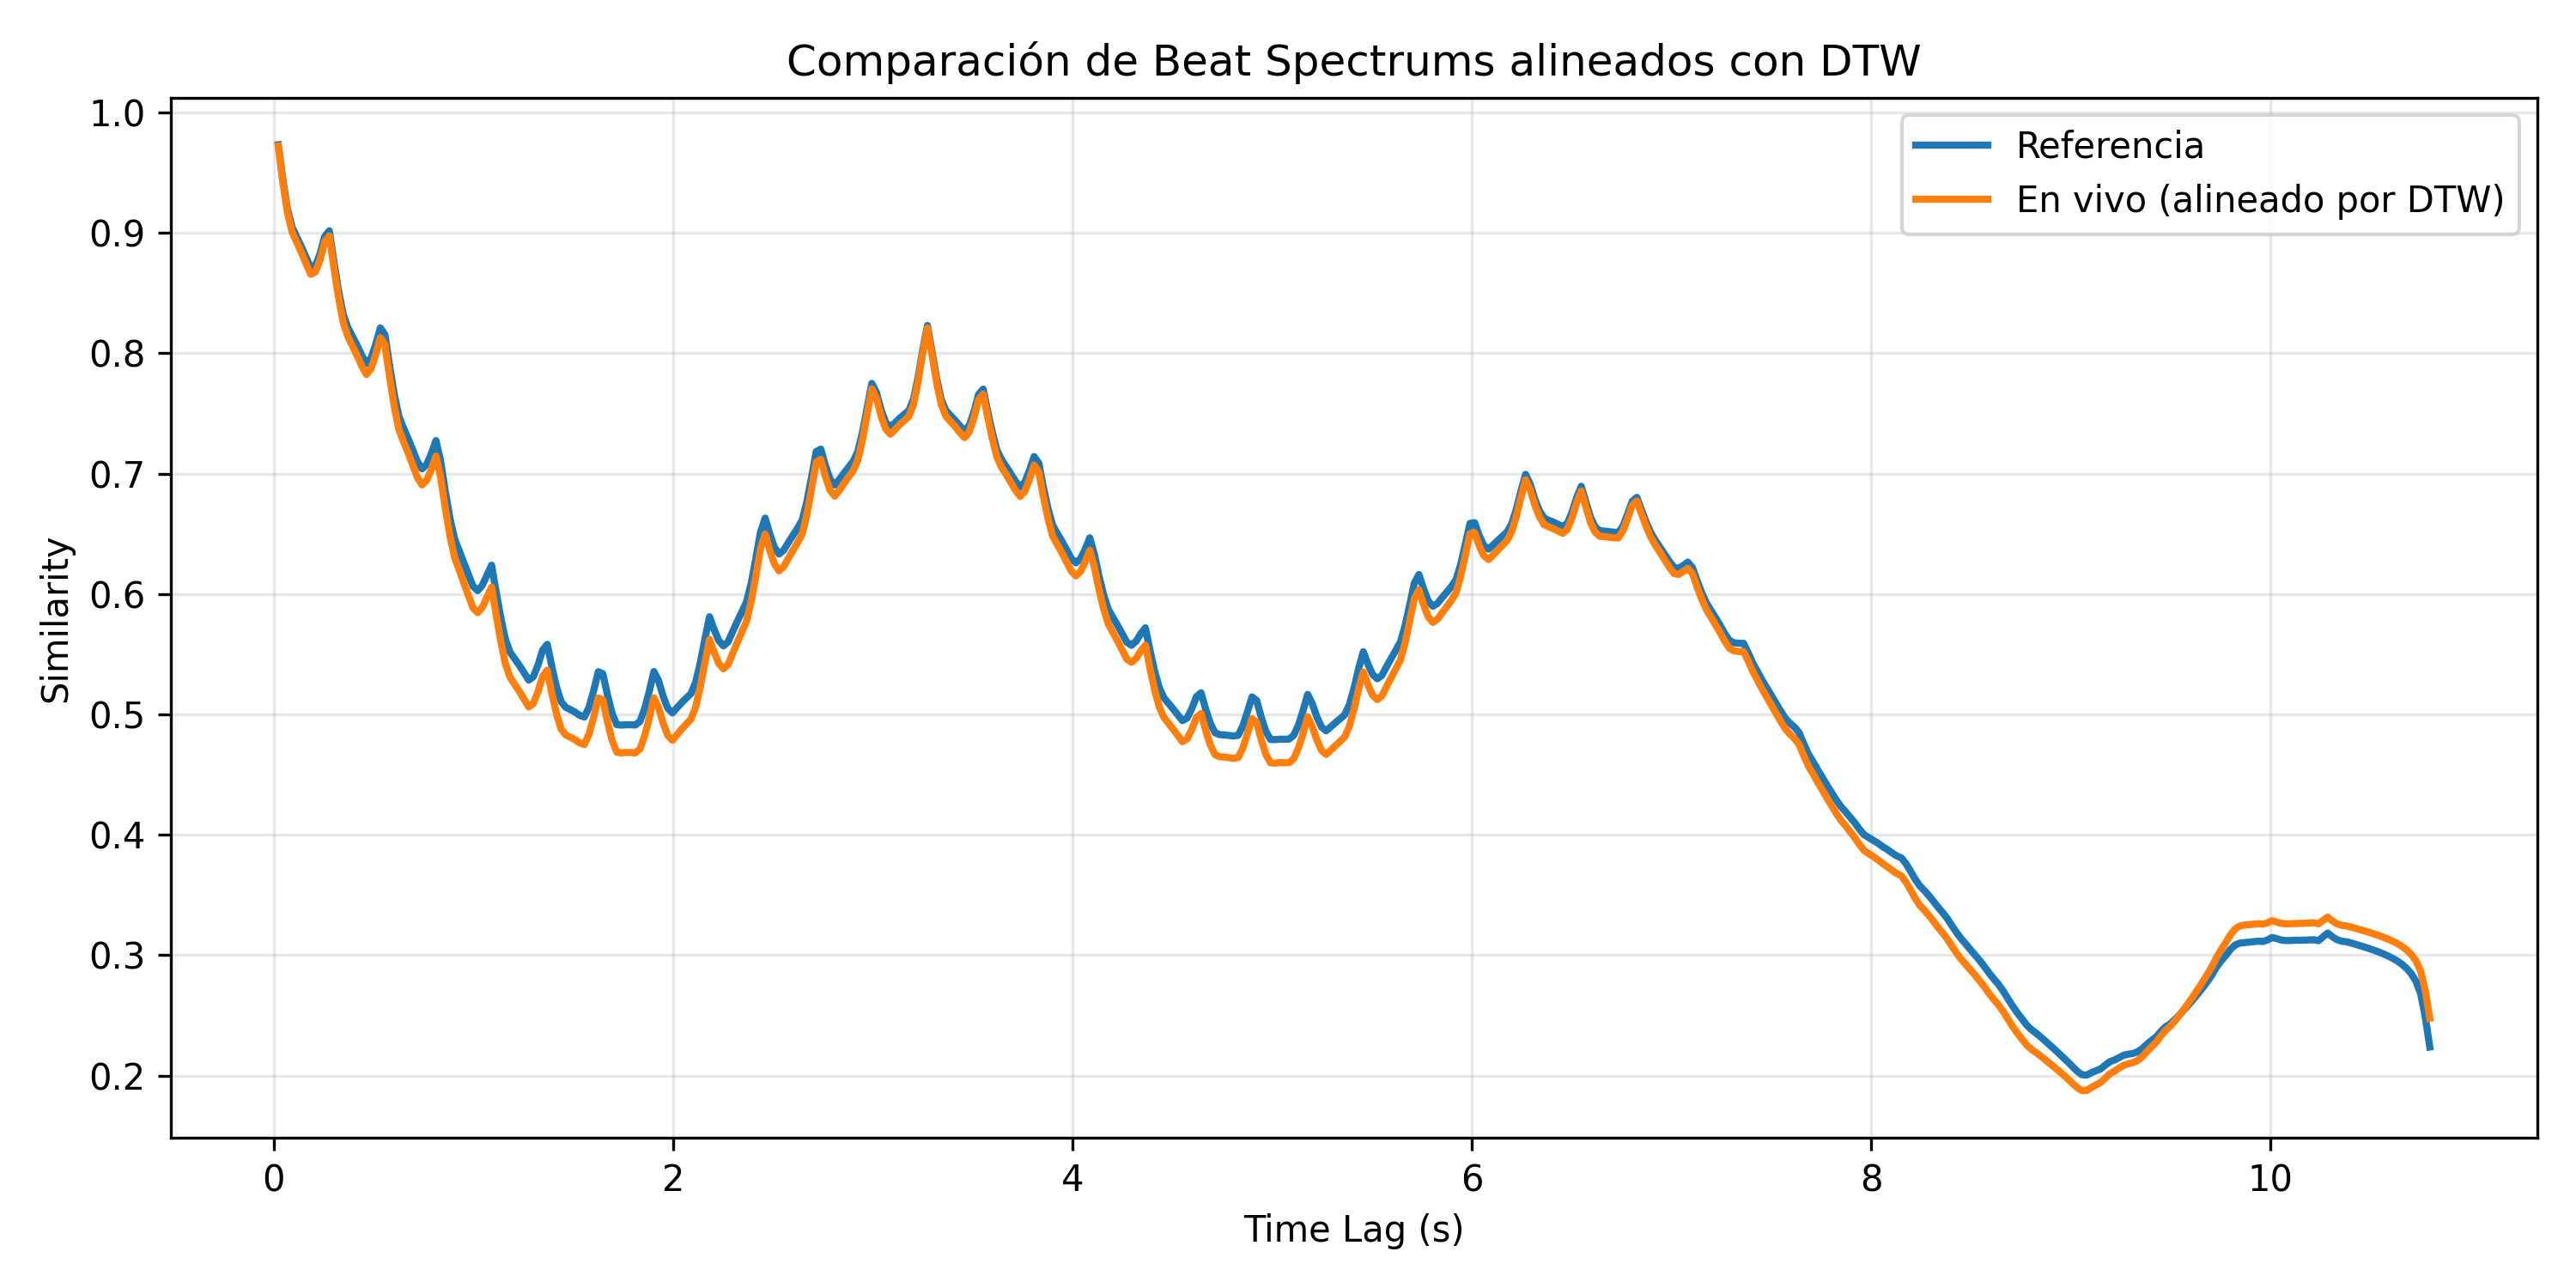 Comparación de Beat Spectrums alineados con DTW
Referencia
En vivo (alineado por DTW)
Similarity
1.0
0.9
0.8
0.7
0.6
0.5
0.4
0.3
0.2
0 2 4 6 8 10
Time Lag (s)